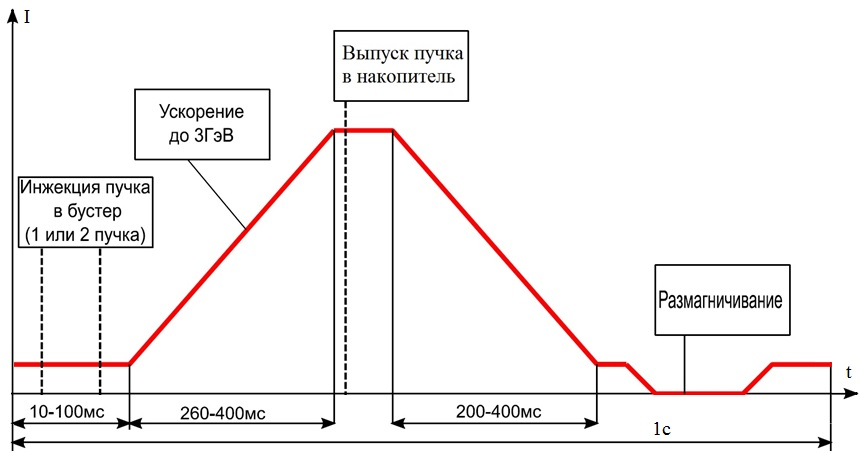 I
Выпуск пучка
в накопитель
Ускорение
до 3ГэВ
Инжекция пучка
в бустер
(1 или 2 пучка)
Размагничивание
t
10-100мс
260-400мс
200-400мс
1с